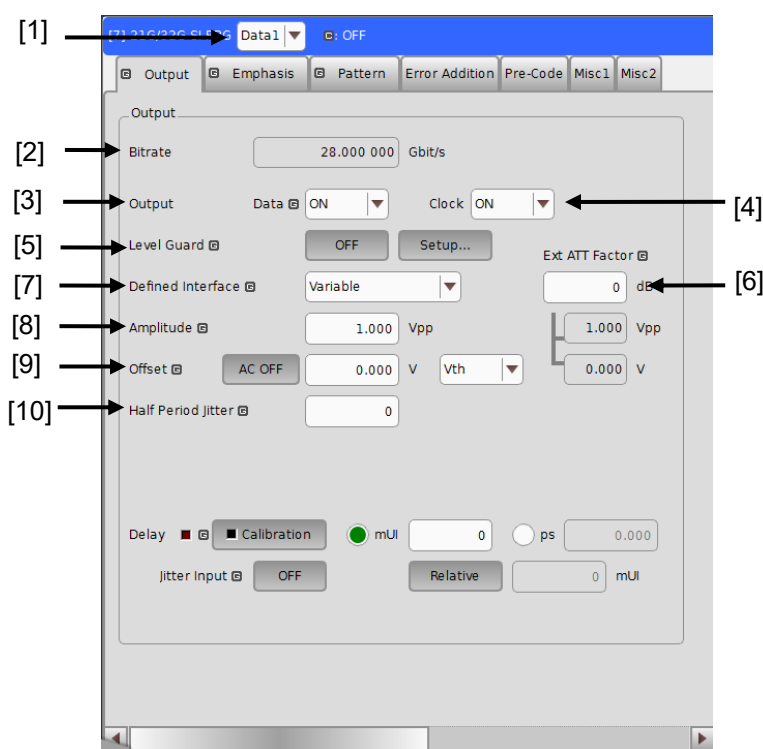 [1] [7] 21G/32G SLPPG Data1 C: OFF
G Output G Emphasis G Pattern Error Addition Pre-Code Misc1 Misc2
Output
[2] Bitrate 28.000 000 Gbit/s
[3] Output Data G ON Clock ON [4]
[5] Level Guard G OFF Setup... Ext ATT Factor G
[7] Defined Interface G Variable 0 dB [6]
[8] Amplitude G 1.000 Vpp 1.000 Vpp
[9] Offset G AC OFF 0.000 V Vth 0.000 V
[10] Half Period Jitter G 0
Delay G Calibration mUI 0 ps 0.000
Jitter Input G OFF Relative 0 mUI